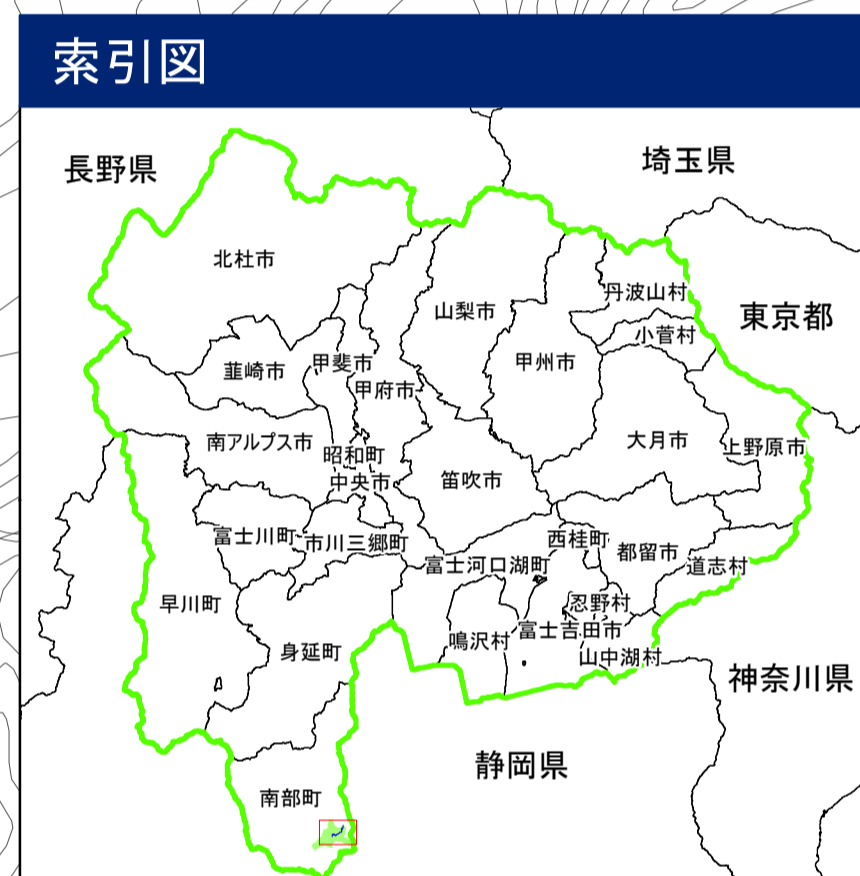 索引図
長野県
埼玉県
北杜市
丹波山村
山梨市
東京都
小菅村
甲斐市
甲州市
韮崎市
甲府市
南アルプス市
大月市
上野原市
昭和町
中央市
笛吹市
富士川町
市川三郷町
西桂町
都留市
富士河口湖町
道志村
早川町
忍野村
富士吉田市
鳴沢村
身延町
山中湖村
神奈川県
静岡県
南部町